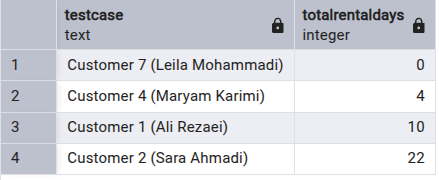 testcase totalrentaldays
text integer
1 Customer 7 (Leila Mohammadi) 0
2 Customer 4 (Maryam Karimi) 4
3 Customer 1 (Ali Rezaei) 10
4 Customer 2 (Sara Ahmadi) 22